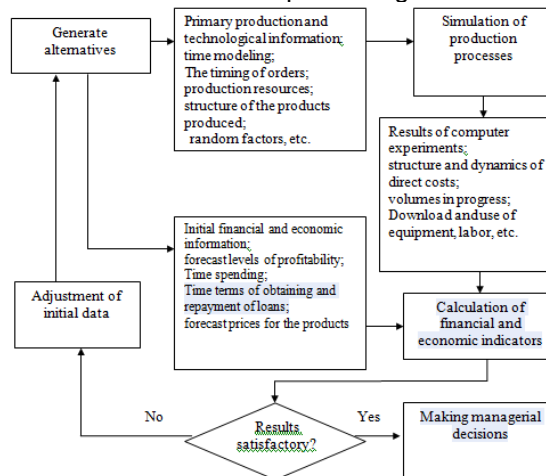 Generate
alternatives
Primary production and
technological information;
time modeling;
The timing of orders;
production resources;
structure of the products
produced;
random factors, etc.
Simulation of
production
processes
Results of computer
experiments;
structure and dynamics of
direct costs;
volumes in progress;
Download anduse of
equipment, labor, etc.
Initial financial and economic
information;
forecast levels of profitability;
Time spending;
Time terms of obtaining and
repayment of loans;
forecast prices for the products
Adjustment of
initial data
Calculation of
financial and
economic indicators
No
Results
satisfactory?
Yes
Making managerial
decisions